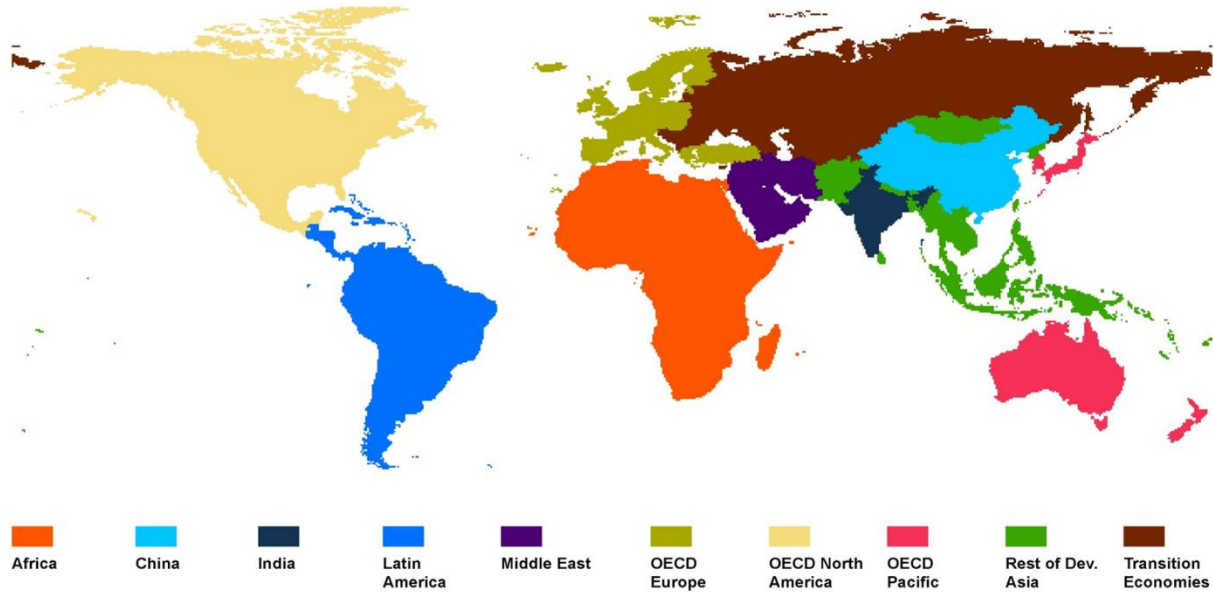 Africa
China
India
Latin
America
Middle East
OECD
Europe
OECD North
America
OECD
Pacific
Rest of Dev.
Asia
Transition
Economies